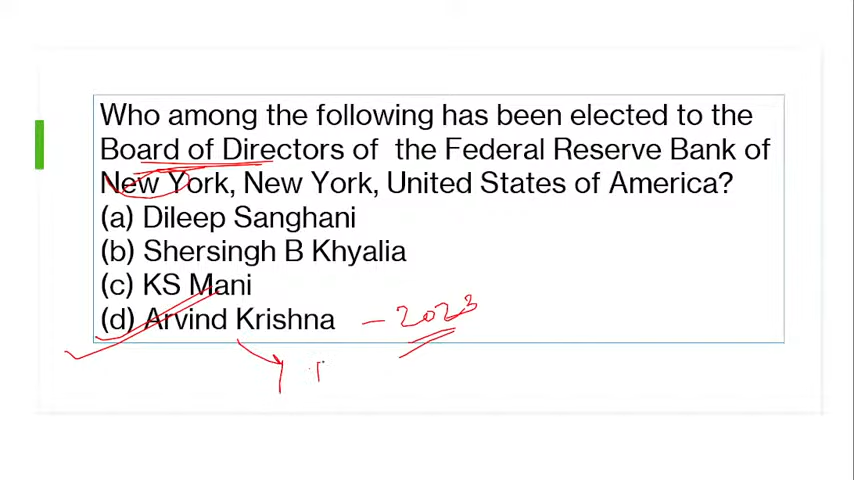 Who among the following has been elected to the
Board of Directors of the Federal Reserve Bank of
New York, New York, United States of America?
(a) Dileep Sanghani
(b) Shersingh B Khyalia
(c) KS Mani
(d) Arvind Krishna – 2023